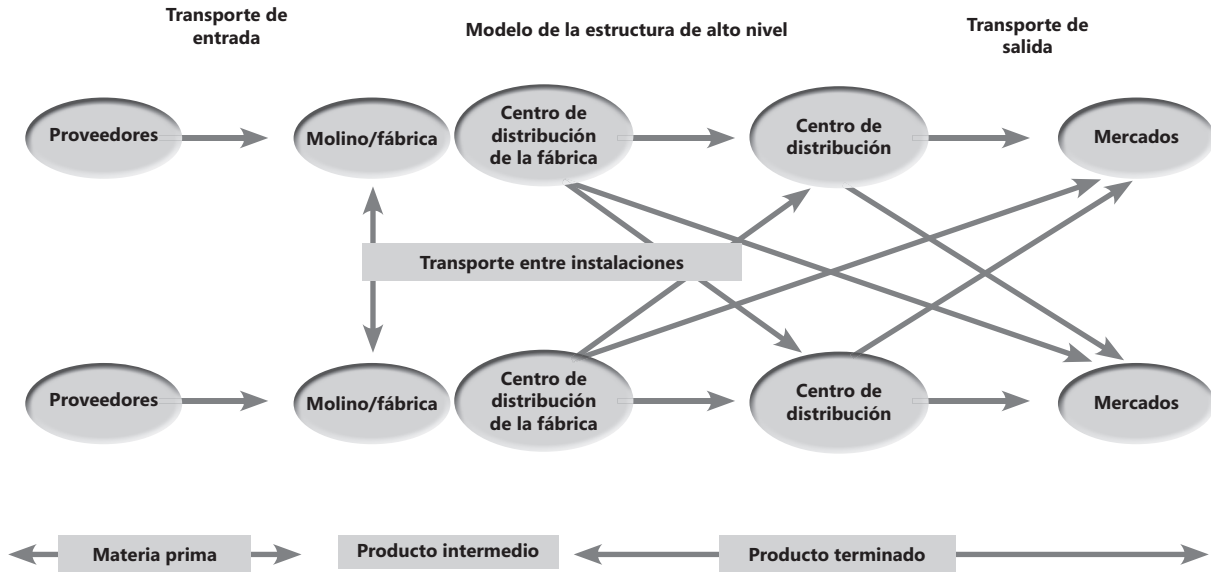 Transporte de
entrada
Modelo de la estructura de alto nivel
Transporte de
salida
Proveedores
Molino/fábrica
Centro de
distribución
de la fábrica
Centro de
distribución
Mercados
Transporte entre instalaciones
Proveedores
Molino/fábrica
Centro de
distribución
de la fábrica
Centro de
distribución
Mercados
Materia prima
Producto intermedio
Producto terminado